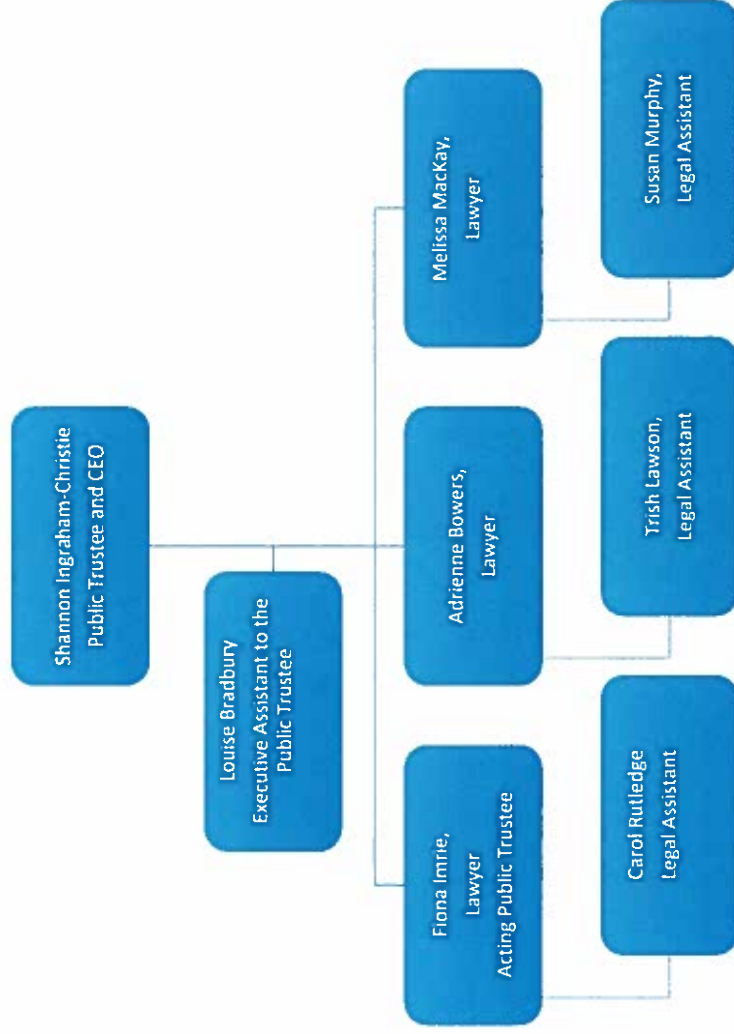 Shannon Ingraham-Christie
Public Trustee and CEO
Louise Bradbury
Executive Assistant to the
Public Trustee
Fiona Imrie,
Lawyer
Acting Public Trustee
Adrienne Bowers,
Lawyer
Melissa MacKay,
Lawyer
Carol Rutledge
Legal Assistant
Trish Lawson,
Legal Assistant
Susan Murphy,
Legal Assistant